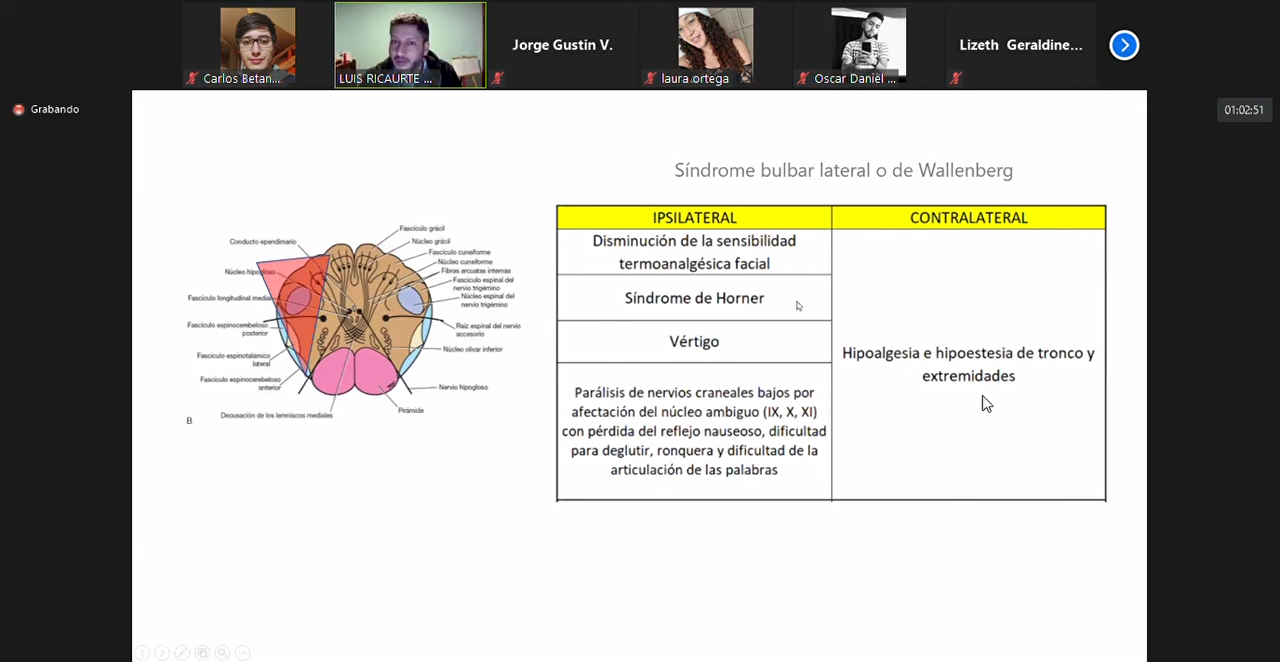 Carlos Betan...
LUIS RICAURTE ...
Jorge Gustin V.
laura ortega
Oscar Daniel ...
Lizeth Geraldine...
Grabando
01:02:51
Síndrome bulbar lateral o de Wallenberg
Fascículo grácil
Núcleo grácil
Fascículo cuneiforme
Núcleo cuneiforme
Fibras arcuatas internas
Fascículo espinal del
nervio trigémino
Núcleo espinal del
nervio trigémino
Raíz espinal del nervio
accesorio
Núcleo olivar inferior
Nervio hipogloso
Pirámide
Conducto ependimario
Núcleo hipogloso
Fascículo longitudinal medial
Fascículo espinocerebeloso
posterior
Fascículo espinotalámico
lateral
Fascículo espinocerebeloso
anterior
Decusación de los lemniscos mediales
B
IPSILATERAL
CONTRALATERAL
Disminución de la sensibilidad
termoanalgésica facial
Síndrome de Horner
Vértigo
Parálisis de nervios craneales bajos por
afectación del núcleo ambiguo (IX, X, XI)
con pérdida del reflejo nauseoso, dificultad
para deglutir, ronquera y dificultad de la
articulación de las palabras
Hipoalgesia e hipoestesia de tronco y
extremidades